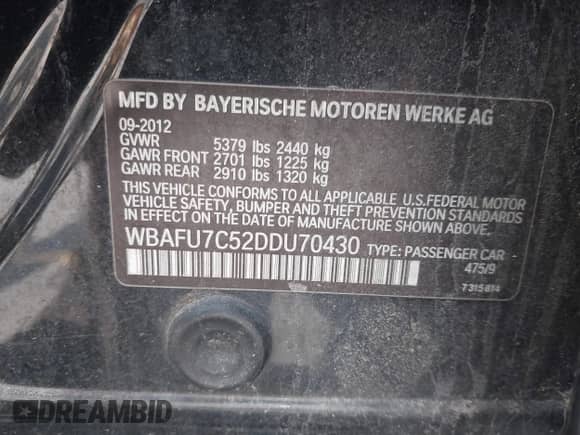 MFD BY BAYERISCHE MOTOREN WERKE AG
09-2012
GVWR 5379 lbs 2440 kg
GAWR FRONT 2701 lbs 1225 kg
GAWR REAR 2910 lbs 1320 kg
THIS VEHICLE CONFORMS TO ALL APPLICABLE U.S.FEDERAL MOTOR
VEHICLE SAFETY, BUMPER AND THEFT PREVENTION STANDARDS
IN EFFECT ON THE DATE OF MANUFACTURE SHOWN ABOVE.
WBAFU7C52DDU70430 TYPE: PASSENGER CAR -
475/9
7315814
DREAMBID